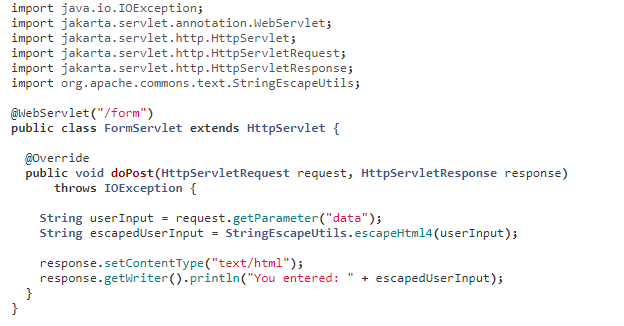 import java.io.IOException;
import jakarta.servlet.annotation.WebServlet;
import jakarta.servlet.http.HttpServlet;
import jakarta.servlet.http.HttpServletRequest;
import jakarta.servlet.http.HttpServletResponse;
import org.apache.commons.text.StringEscapeUtils;

@WebServlet("/form")
public class FormServlet extends HttpServlet {

  @Override
  public void doPost(HttpServletRequest request, HttpServletResponse response)
      throws IOException {

    String userInput = request.getParameter("data");
    String escapedUserInput = StringEscapeUtils.escapeHtml4(userInput);

    response.setContentType("text/html");
    response.getWriter().println("You entered: " + escapedUserInput);
  }
}